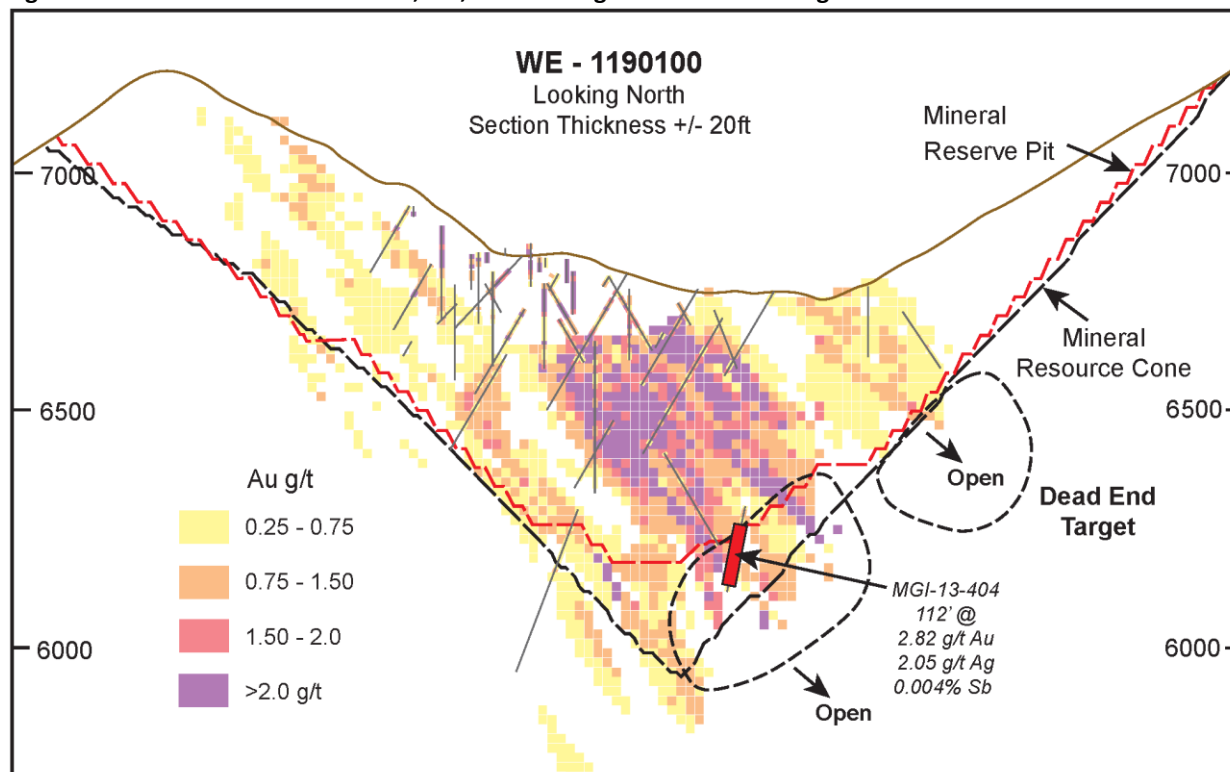 WE - 1190100
Looking North
Section Thickness +/- 20ft
Mineral
Reserve Pit
7000
7000
Mineral
Resource Cone
6500
6500
Open
Dead End
Target
Au g/t
0.25 - 0.75
0.75 - 1.50
1.50 - 2.0
>2.0 g/t
MGI-13-404
112' @
2.82 g/t Au
2.05 g/t Ag
0.004% Sb
6000
6000
Open